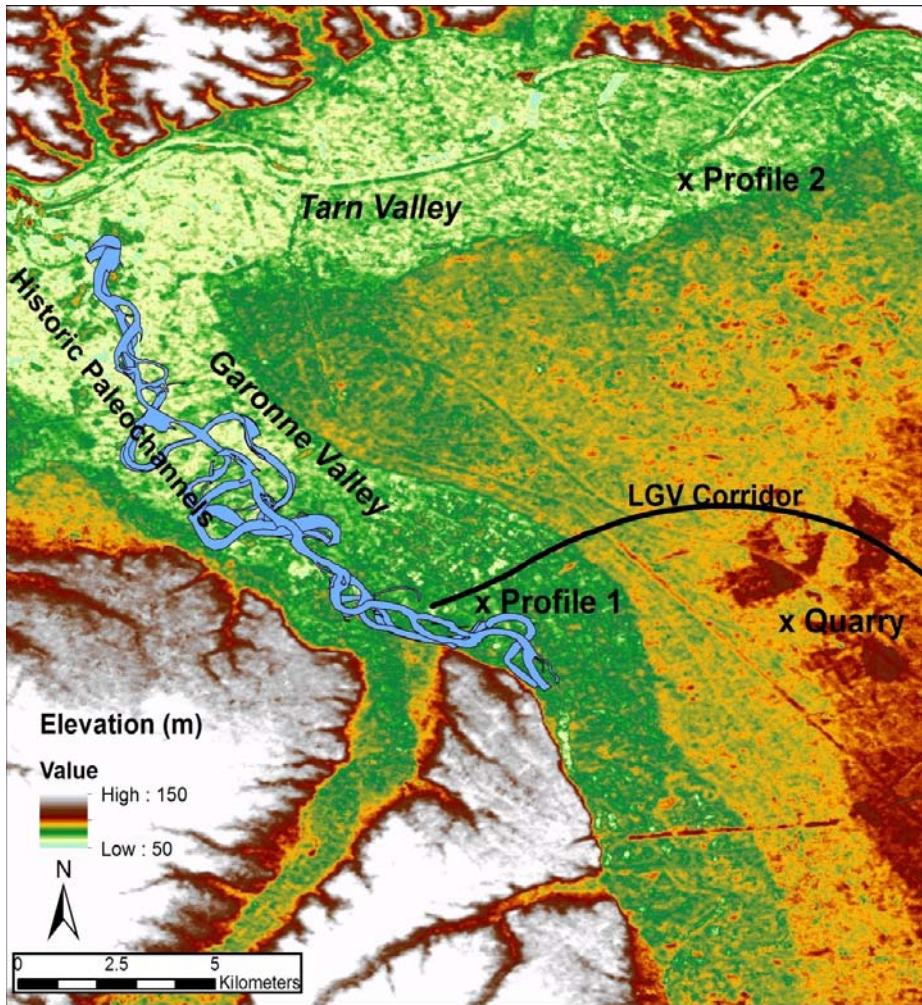 x Profile 2
Tarn Valley
Historic Paleochannels
Garonne Valley
LGV Corridor
x Profile 1
x Quarry
Elevation (m)
Value
High : 150
Low : 50
N
0 2.5 5
Kilometers